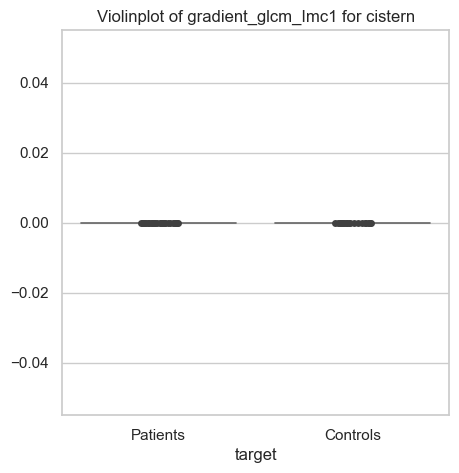 Violinplot of gradient_glcm_Imc1 for cistern
0.04
0.02
0.00
−0.02
−0.04
Patients
Controls
target